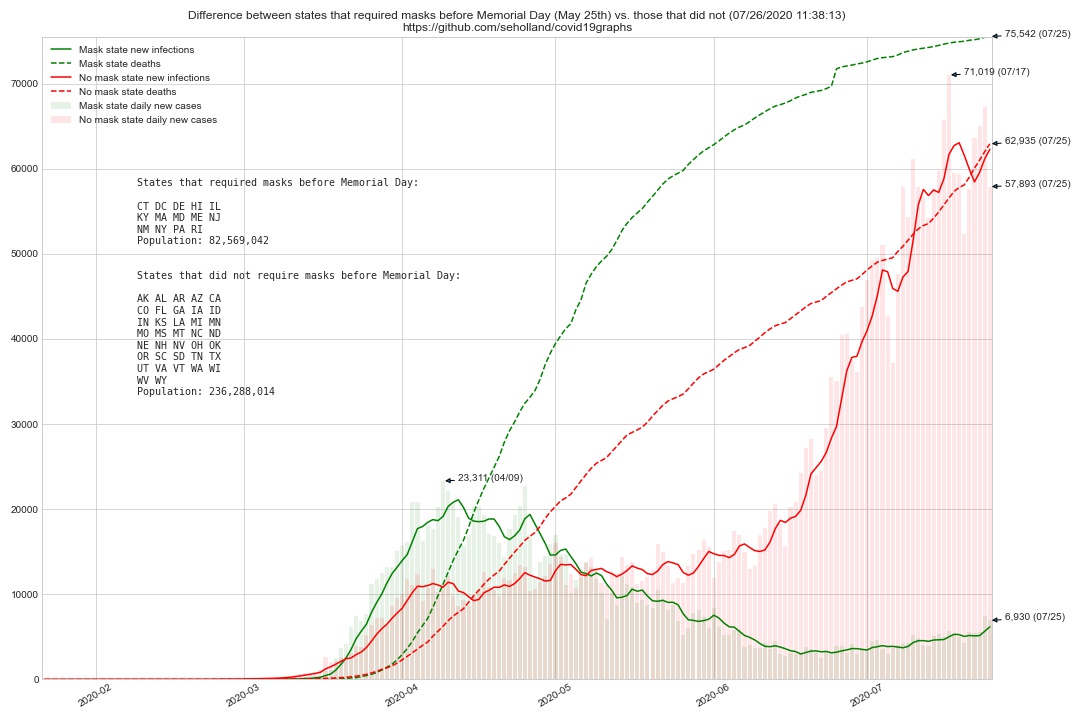 Difference between states that required masks before Memorial Day (May 25th) vs. those that did not (07/26/2020 11:38:13)
https://github.com/seholland/covid19graphs
Mask state new infections
Mask state deaths
No mask state new infections
No mask state deaths
Mask state daily new cases
No mask state daily new cases
75,542 (07/25)
71,019 (07/17)
62,935 (07/25)
57,893 (07/25)
States that required masks before Memorial Day:
CT DC DE HI IL
KY MA MD ME NJ
NM NY PA RI
Population: 82,569,042
States that did not require masks before Memorial Day:
AK AL AR AZ CA
CO FL GA IA ID
IN KS LA MI MN
MO MS MT NC ND
NE NH NV OH OK
OR SC SD TN TX
UT VA VT WA WI
WV WY
Population: 236,288,014
23,311 (04/09)
6,930 (07/25)
70000
60000
50000
40000
30000
20000
10000
0
2020-02
2020-03
2020-04
2020-05
2020-06
2020-07